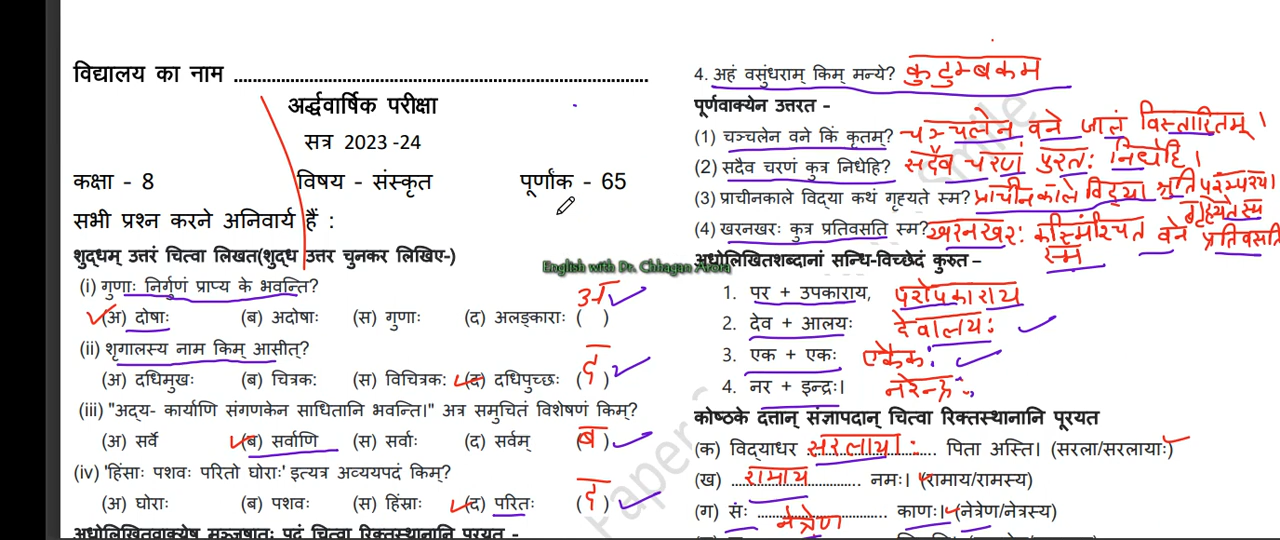 विद्यालय का नाम ................................................................
अर्द्धवार्षिक परीक्षा
सत्र 2023 -24
कक्षा - 8 विषय - संस्कृत पूर्णांक - 65
सभी प्रश्न करने अनिवार्य हैं :
शुद्धम् उत्तरं चित्वा लिखत(शुद्ध उत्तर चुनकर लिखिए-)
(i) गुणाः निर्गुणं प्राप्य के भवन्ति?
(अ) दोषाः (ब) अदोषाः (स) गुणाः (द) अलङ्काराः ( अ )
(ii) शृगालस्य नाम किम् आसीत्?
(अ) दधिमुखः (ब) चित्रक: (स) विचित्रक: (द) दधिपुच्छः ( द )
(iii) "अद्य- कार्याणि संगणकेन साधितानि भवन्ति।" अत्र समुचितं विशेषणं किम्?
(अ) सर्वे (ब) सर्वाणि (स) सर्वाः (द) सर्वम् ( ब )
(iv) 'हिंसाः पशवः परितो घोराः' इत्यत्र अव्ययपदं किम्?
(अ) घोराः (ब) पशवः (स) हिंस्राः (द) परितः ( द )
अधोलिखितवाक्येषु मञ्जूषातः पदं चित्वा रिक्तस्थानानि पूरयत -
4. अहं वसुंधराम् किम् मन्ये? कुटुम्बकम
पूर्णवाक्येन उत्तरत -
(1) चञ्चलेन वने किं कृतम्? चञ्चलेन वने जालं विस्तारितम्।
(2) सदैव चरणं कुत्र निधेहि? सदैव चरणं पुरतः निधेहि।
(3) प्राचीनकाले विद्या कथं गृह्यते स्म? प्राचीनकाले विद्या श्रुति परम्परया गृह्यते स्म
(4) खरनखरः कुत्र प्रतिवसति स्म? खरनखरः कस्मिंश्चित वने प्रतिवसति स्म
English with Dr. Chhagan Arora
अधोलिखितशब्दानां सन्धि-विच्छेदं कुरुत –
1. पर + उपकाराय, परोपकाराय
2. देव + आलयः देवालयः
3. एक + एकः एकैकः
4. नर + इन्द्रः। नरेन्द्रः
कोष्ठके दत्तान् संज्ञापदान् चित्वा रिक्तस्थानानि पूरयत
(क) विद्याधर सरलायाः पिता अस्ति। (सरला/सरलायाः)
(ख) रामाय नमः। (रामाय/रामस्य)
(ग) सः नेत्रेण काणः। (नेत्रेण/नेत्रस्य)